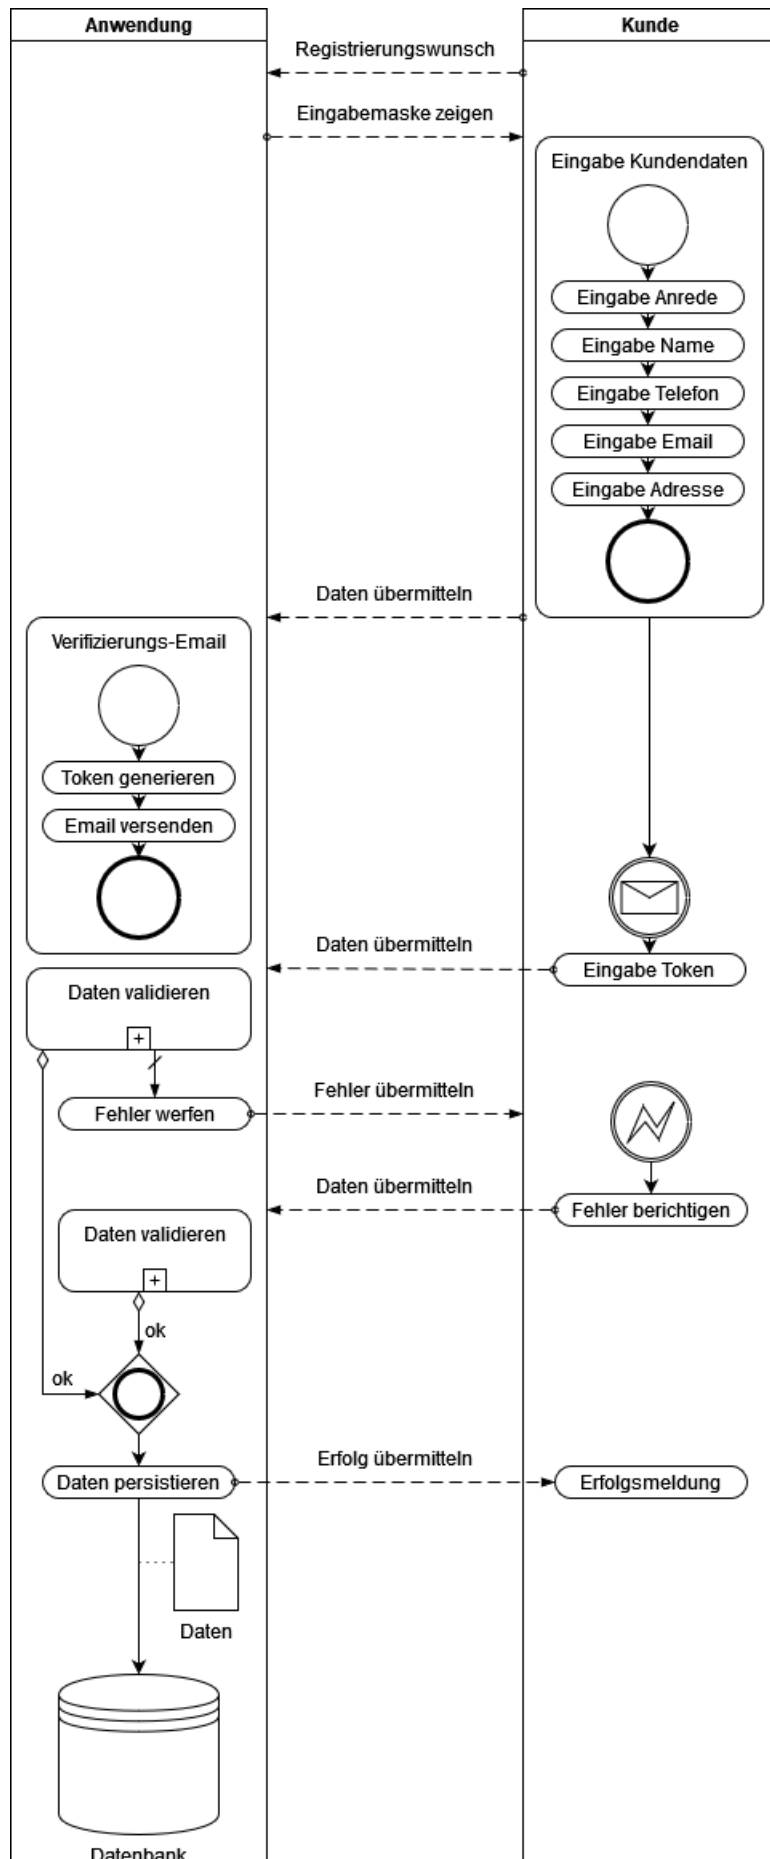 Anwendung
Kunde
Registrierungswunsch
Eingabemaske zeigen
Eingabe Kundendaten
Eingabe Anrede
Eingabe Name
Eingabe Telefon
Eingabe Email
Eingabe Adresse
Daten übermitteln
Verifizierungs-Email
Token generieren
Email versenden
Daten übermitteln
Eingabe Token
Daten validieren
+
Fehler werfen
Fehler übermitteln
Daten übermitteln
Fehler berichtigen
Daten validieren
+
ok
ok
Daten persistieren
Erfolg übermitteln
Erfolgsmeldung
Daten
Datenbank